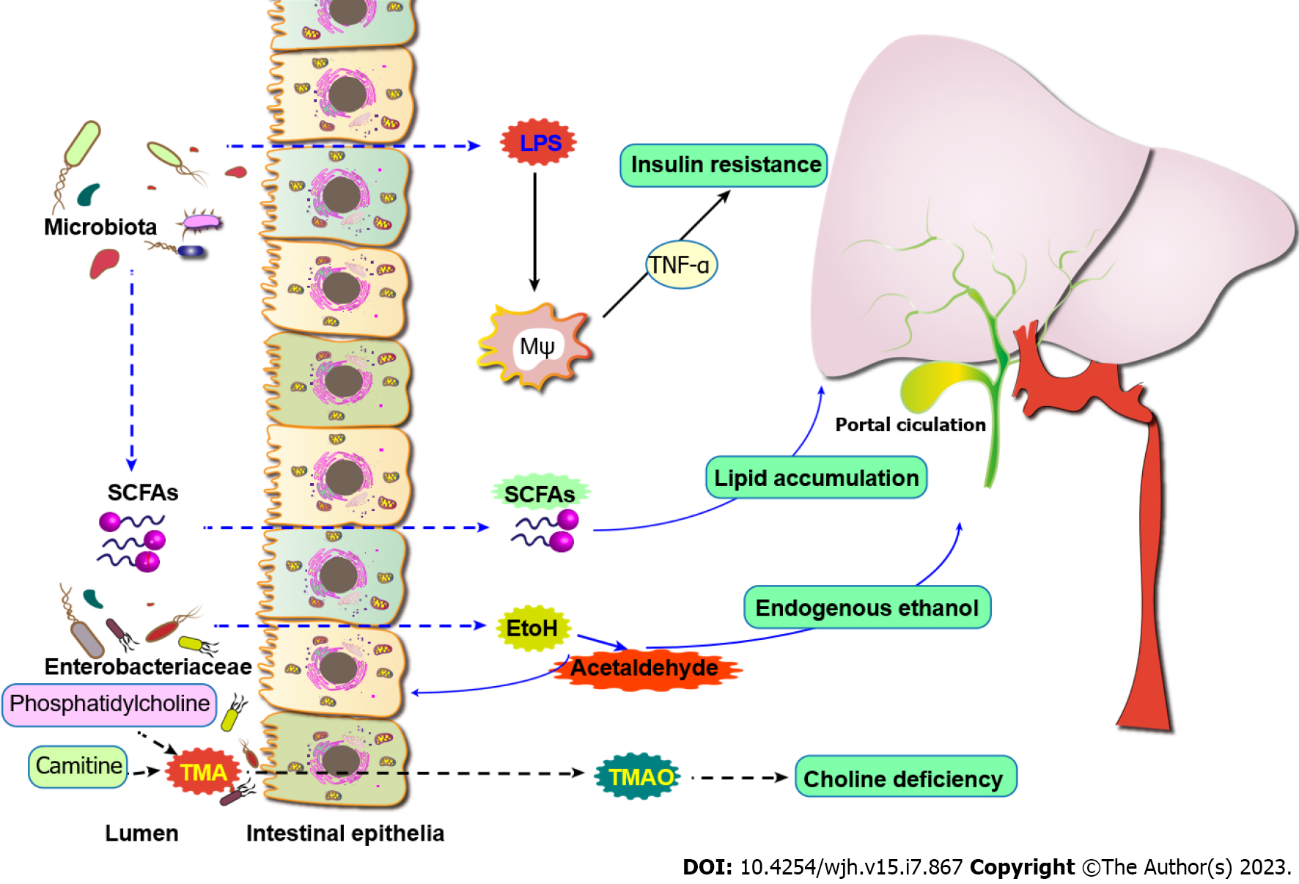 LPS
Insulin resistance
Microbiota
TNF-α
Mψ
Portal ciculation
Lipid accumulation
SCFAs
SCFAs
Endogenous ethanol
EtoH
Enterobacteriaceae
Acetaldehyde
Phosphatidylcholine
Camitine
TMA
TMAO
Choline deficiency
Lumen
Intestinal epithelia
DOI: 10.4254/wjh.v15.i7.867 Copyright ©The Author(s) 2023.